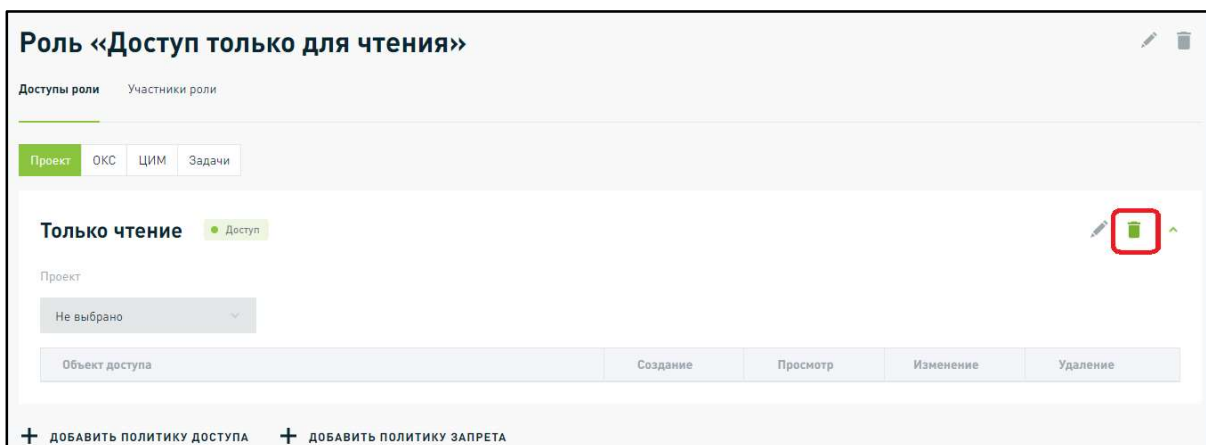 Роль «Доступ только для чтения»
Доступы роли Участники роли
Проект ОКС ЦИМ Задачи
Только чтение Доступ
Проект
Не выбрано
Объект доступа Создание Просмотр Изменение Удаление
+ ДОБАВИТЬ ПОЛИТИКУ ДОСТУПА + ДОБАВИТЬ ПОЛИТИКУ ЗАПРЕТА